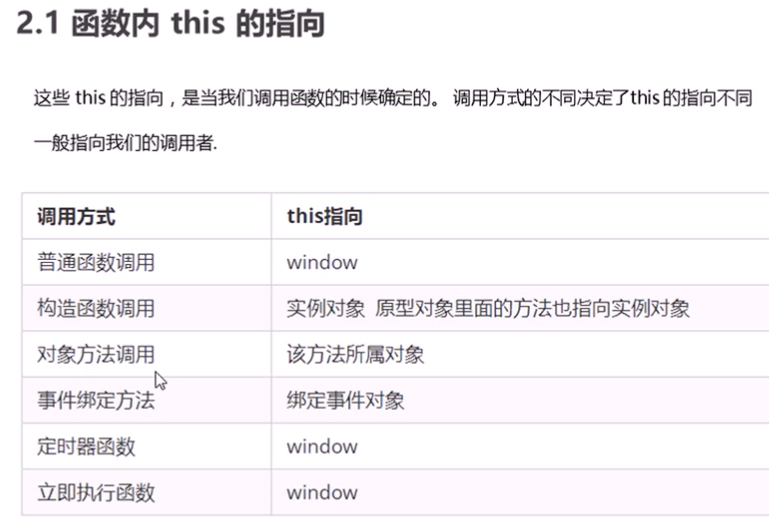 2.1 函数内 this 的指向
这些 this 的指向，是当我们调用函数的时候确定的。 调用方式的不同决定了this 的指向不同
一般指向我们的调用者.
调用方式 this指向
普通函数调用 window
构造函数调用 实例对象 原型对象里面的方法也指向实例对象
对象方法调用 该方法所属对象
事件绑定方法 绑定事件对象
定时器函数 window
立即执行函数 window